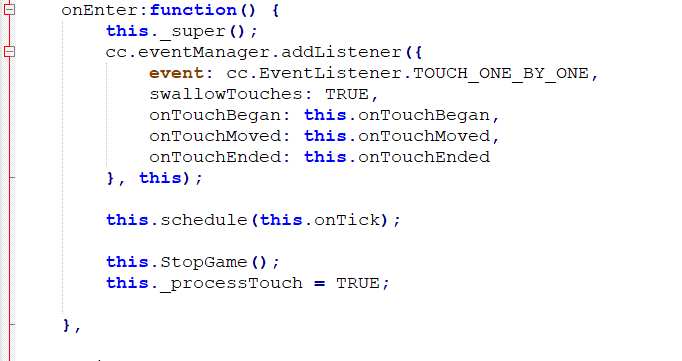 onEnter:function() {
this._super();
cc.eventManager.addListener({
event: cc.EventListener.TOUCH_ONE_BY_ONE,
swallowTouches: TRUE,
onTouchBegan: this.onTouchBegan,
onTouchMoved: this.onTouchMoved,
onTouchEnded: this.onTouchEnded
}, this);
this.schedule(this.onTick);
this.StopGame();
this._processTouch = TRUE;
},